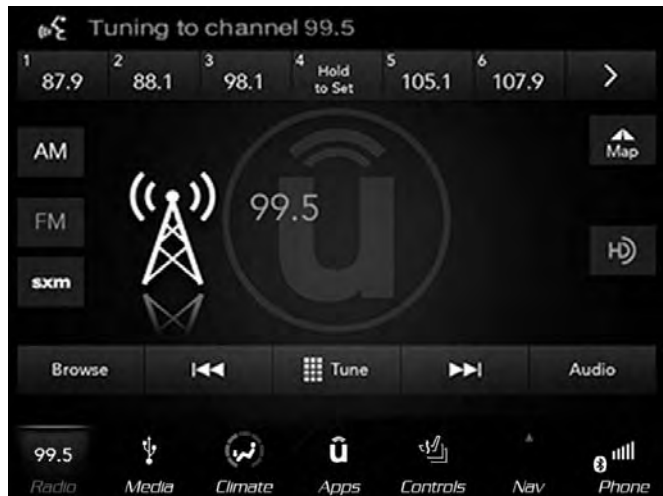 Tuning to channel 99.5
1 87.9 2 88.1 3 98.1 4 Hold to Set 5 105.1 6 107.9
AM
Map
99.5
FM
HD
sxm
Browse Tune Audio
99.5 û
Radio Media Climate Apps Controls Nav Phone